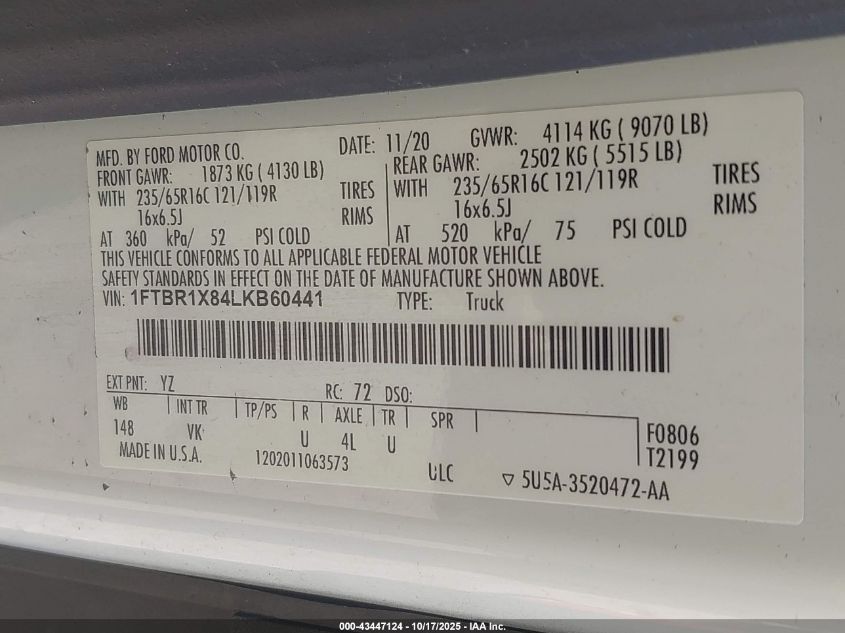 MFD. BY FORD MOTOR CO. DATE: 11/20 GVWR: 4114 KG ( 9070 LB)
FRONT GAWR: 1873 KG ( 4130 LB) REAR GAWR: 2502 KG ( 5515 LB)
WITH 235/65R16C 121/119R TIRES WITH 235/65R16C 121/119R TIRES
16x6.5J RIMS 16x6.5J RIMS
AT 360 kPa/ 52 PSI COLD AT 520 kPa/ 75 PSI COLD
THIS VEHICLE CONFORMS TO ALL APPLICABLE FEDERAL MOTOR VEHICLE
SAFETY STANDARDS IN EFFECT ON THE DATE OF MANUFACTURE SHOWN ABOVE.
VIN: 1FTBR1X84LKB60441 TYPE: Truck
EXT PNT: YZ RC: 72 DSO:
WB INT TR TP/PS R AXLE TR SPR
148 VK U 4L U F0806
MADE IN U.S.A. 1202011063573 T2199
ULC ▽ 5U5A-3520472-AA
000-43447124 - 10/17/2025 - IAA Inc.